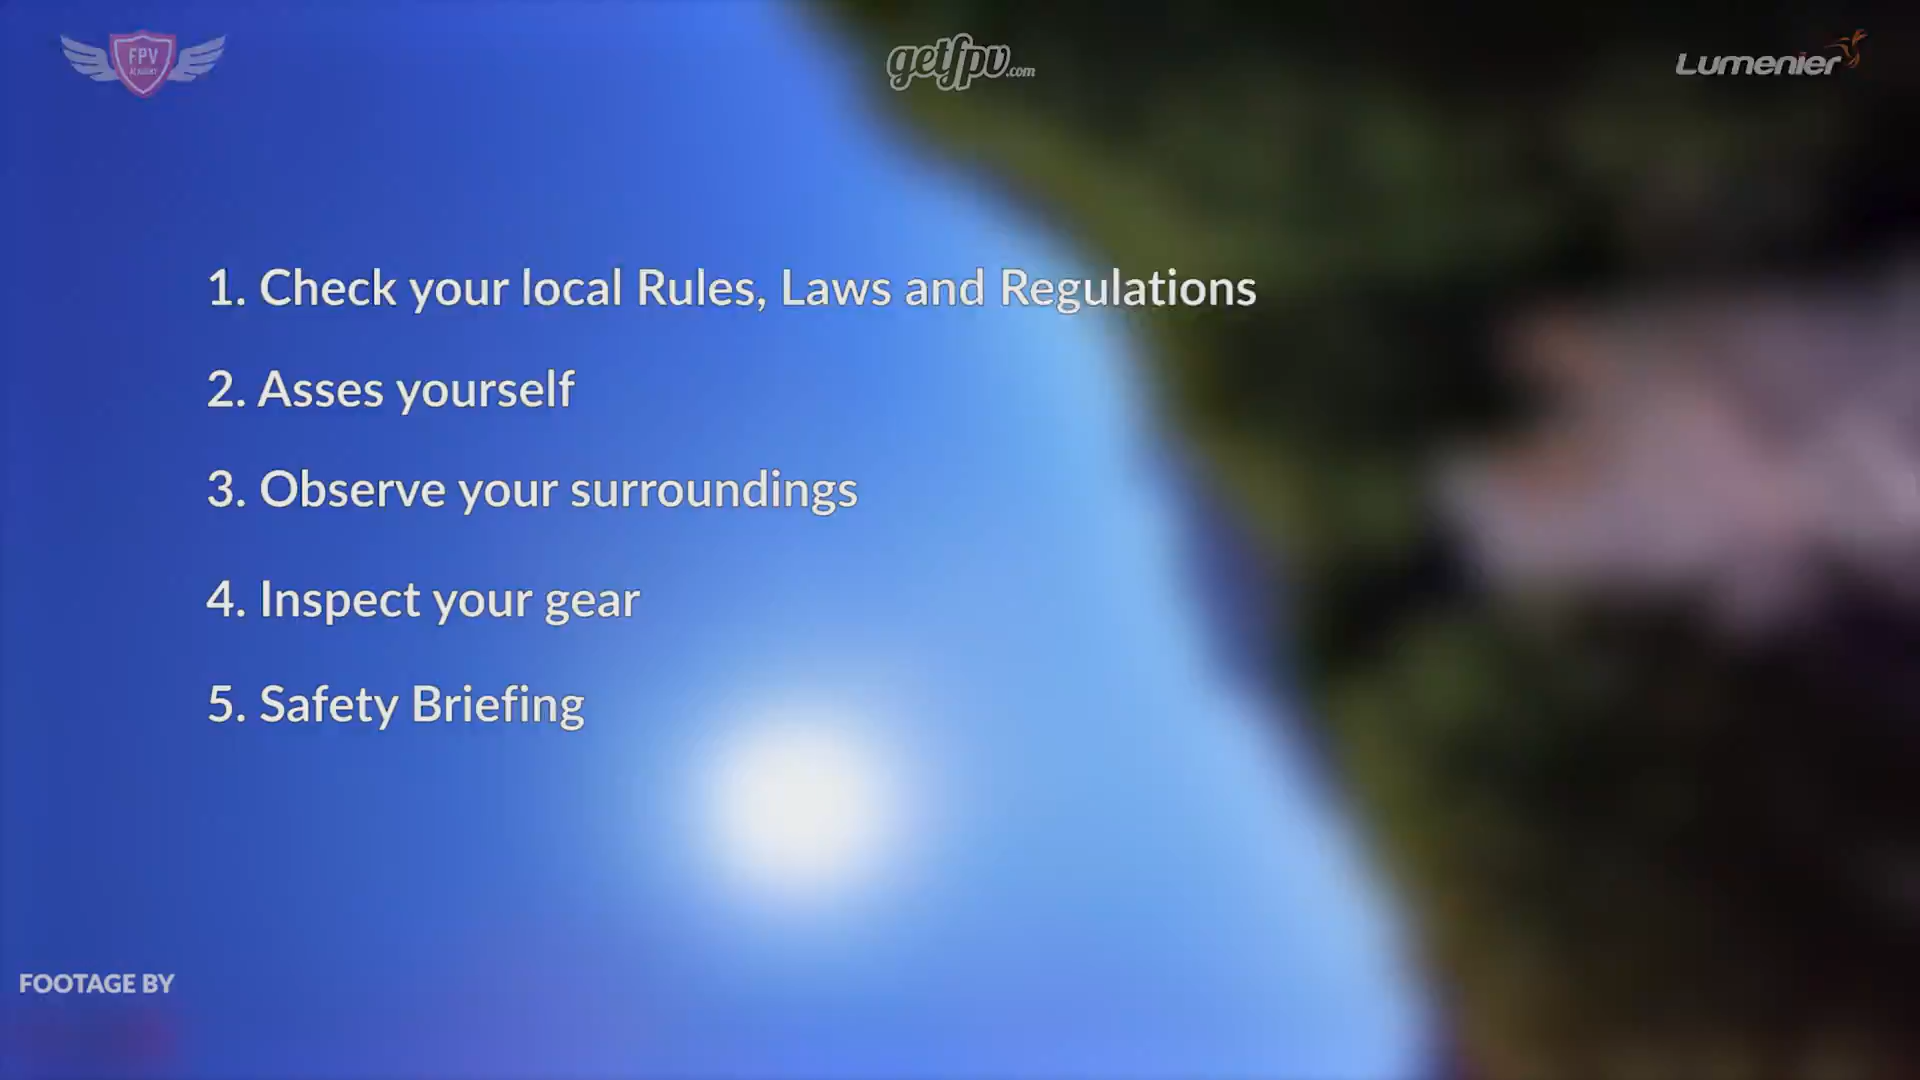 FPV
ACADEMY
getfpv.com
Lumenier
1. Check your local Rules, Laws and Regulations
2. Asses yourself
3. Observe your surroundings
4. Inspect your gear
5. Safety Briefing
FOOTAGE BY